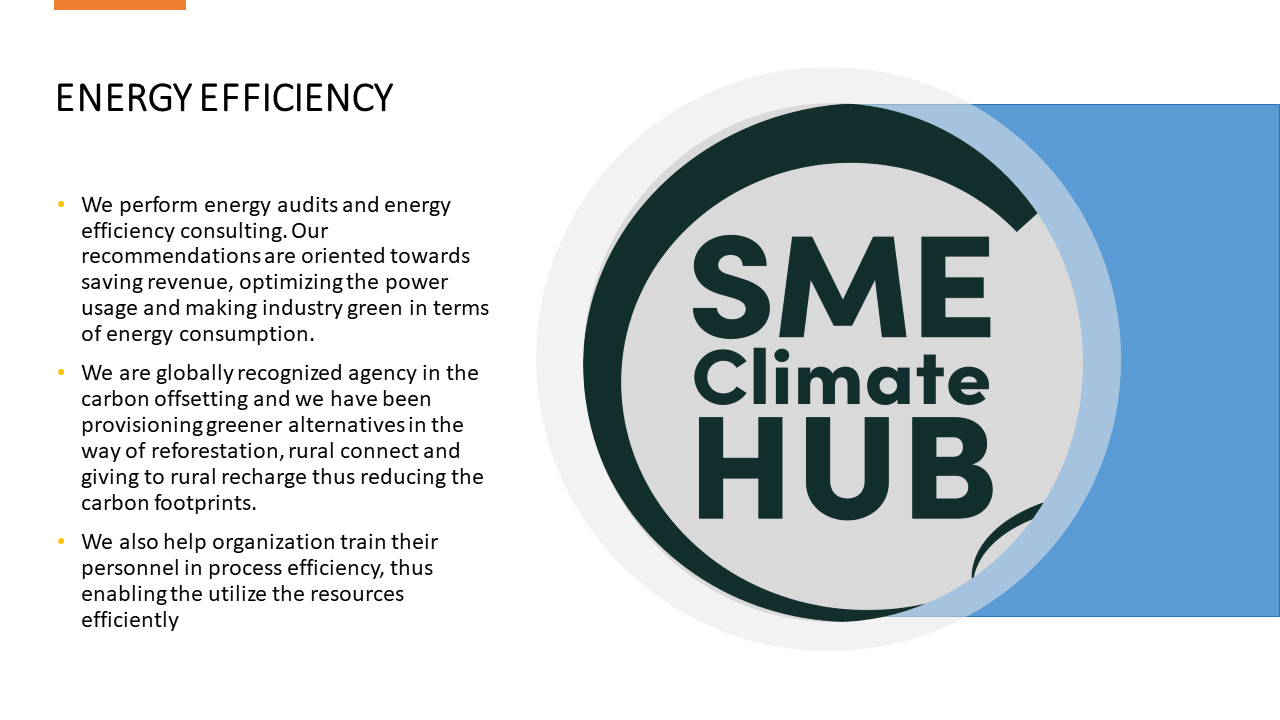 ENERGY EFFICIENCY
• We perform energy audits and energy
efficiency consulting. Our
recommendations are oriented towards
saving revenue, optimizing the power
usage and making industry green in terms
of energy consumption.
• We are globally recognized agency in the
carbon offsetting and we have been
provisioning greener alternatives in the
way of reforestation, rural connect and
giving to rural recharge thus reducing the
carbon footprints.
• We also help organization train their
personnel in process efficiency, thus
enabling the utilize the resources
efficiently
SME
Climate
HUB